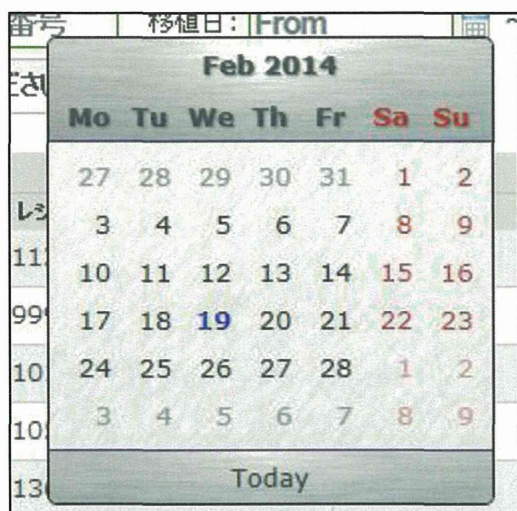 番号 移植日: From ~
Feb 2014
Mo Tu We Th Fr Sa Su
27 28 29 30 31 1 2
3 4 5 6 7 8 9
10 11 12 13 14 15 16
17 18 19 20 21 22 23
24 25 26 27 28 1 2
3 4 5 6 7 8 9
Today